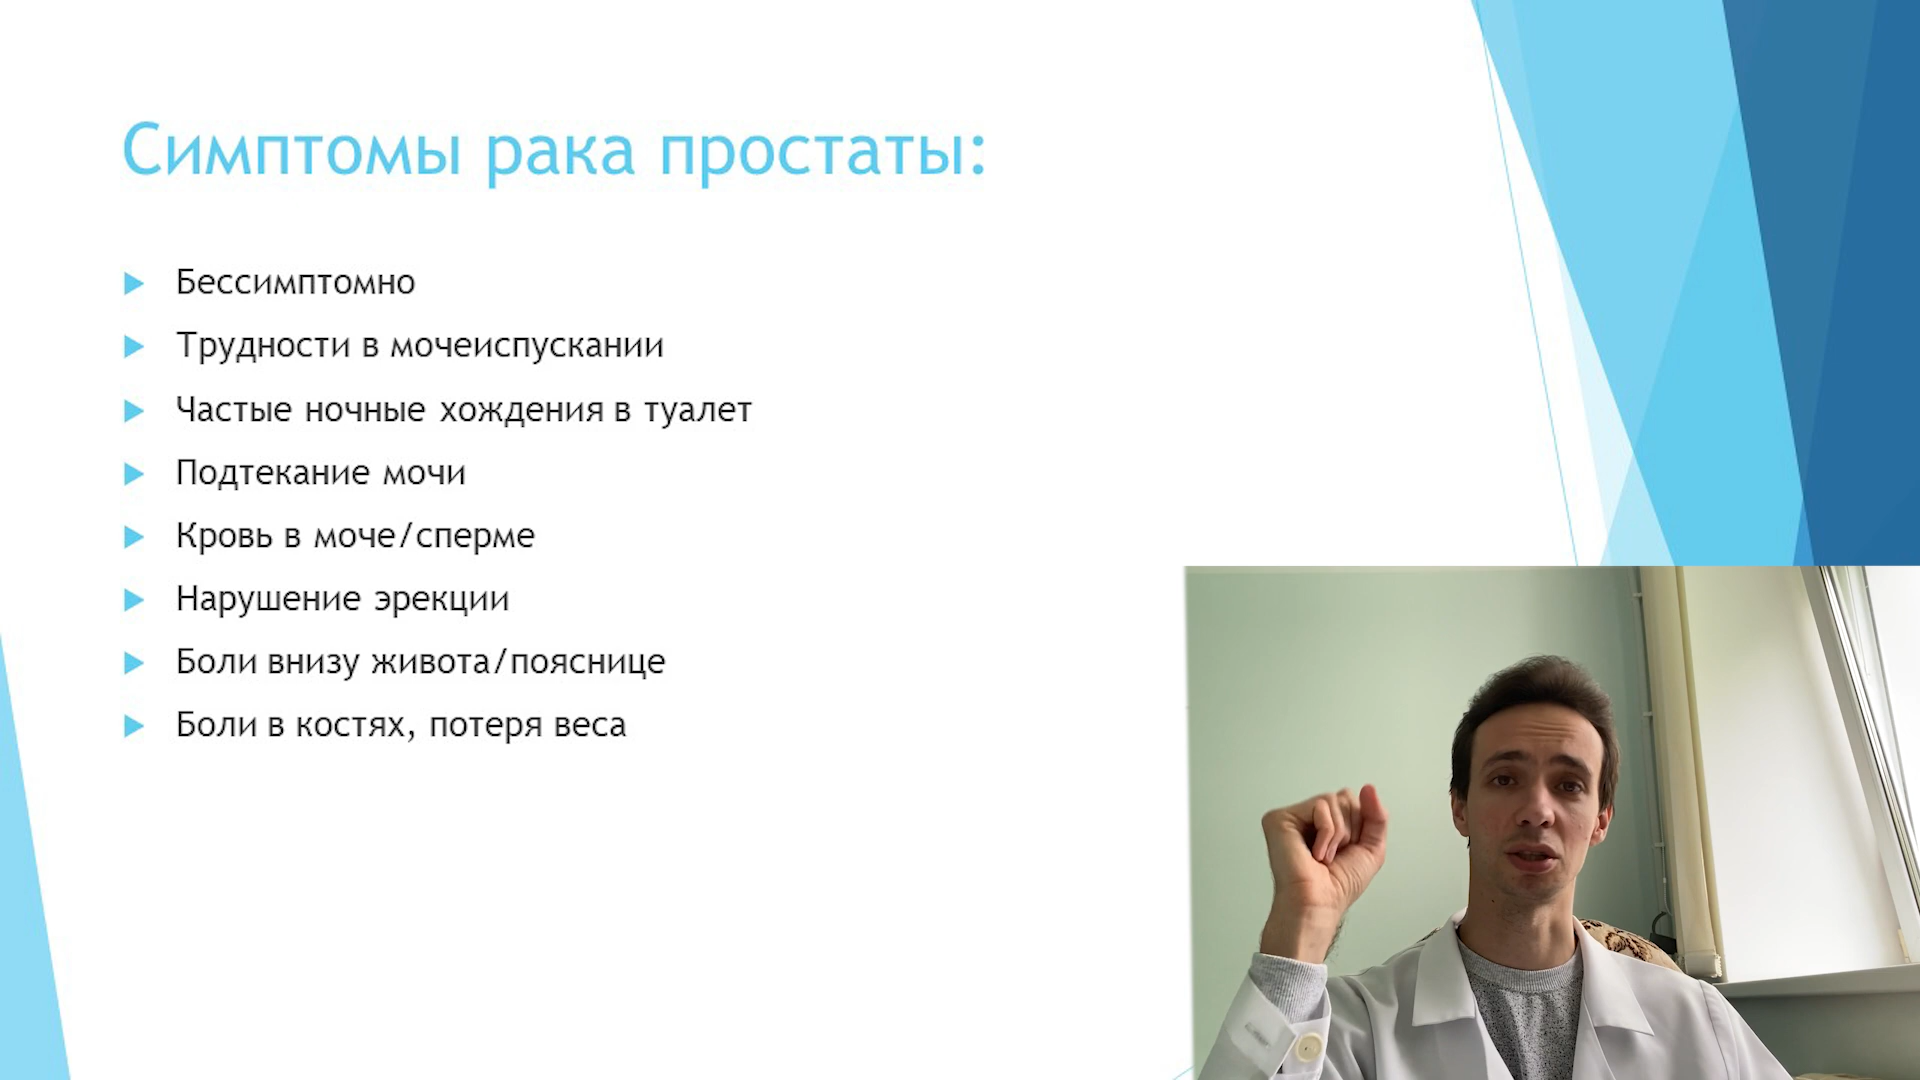 Симптомы рака простаты:
Бессимптомно
Трудности в мочеиспускании
Частые ночные хождения в туалет
Подтекание мочи
Кровь в моче/сперме
Нарушение эрекции
Боли внизу живота/пояснице
Боли в костях, потеря веса